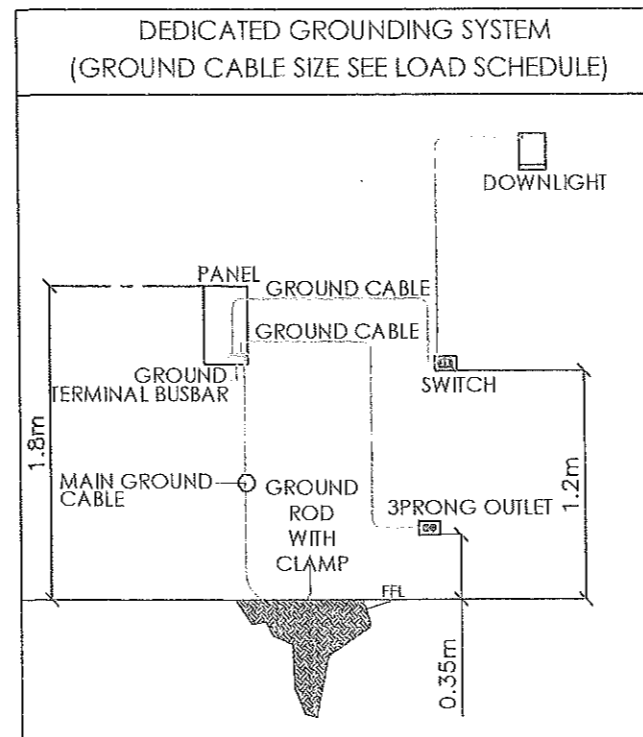 DEDICATED GROUNDING SYSTEM
(GROUND CABLE SIZE SEE LOAD SCHEDULE)
DOWNLIGHT
PANEL
GROUND CABLE
GROUND CABLE
GROUND
TERMINAL BUSBAR
SWITCH
1.8m
MAIN GROUND
CABLE
GROUND
ROD
WITH
CLAMP
3PRONG OUTLET
1.2m
FFL
0.35m